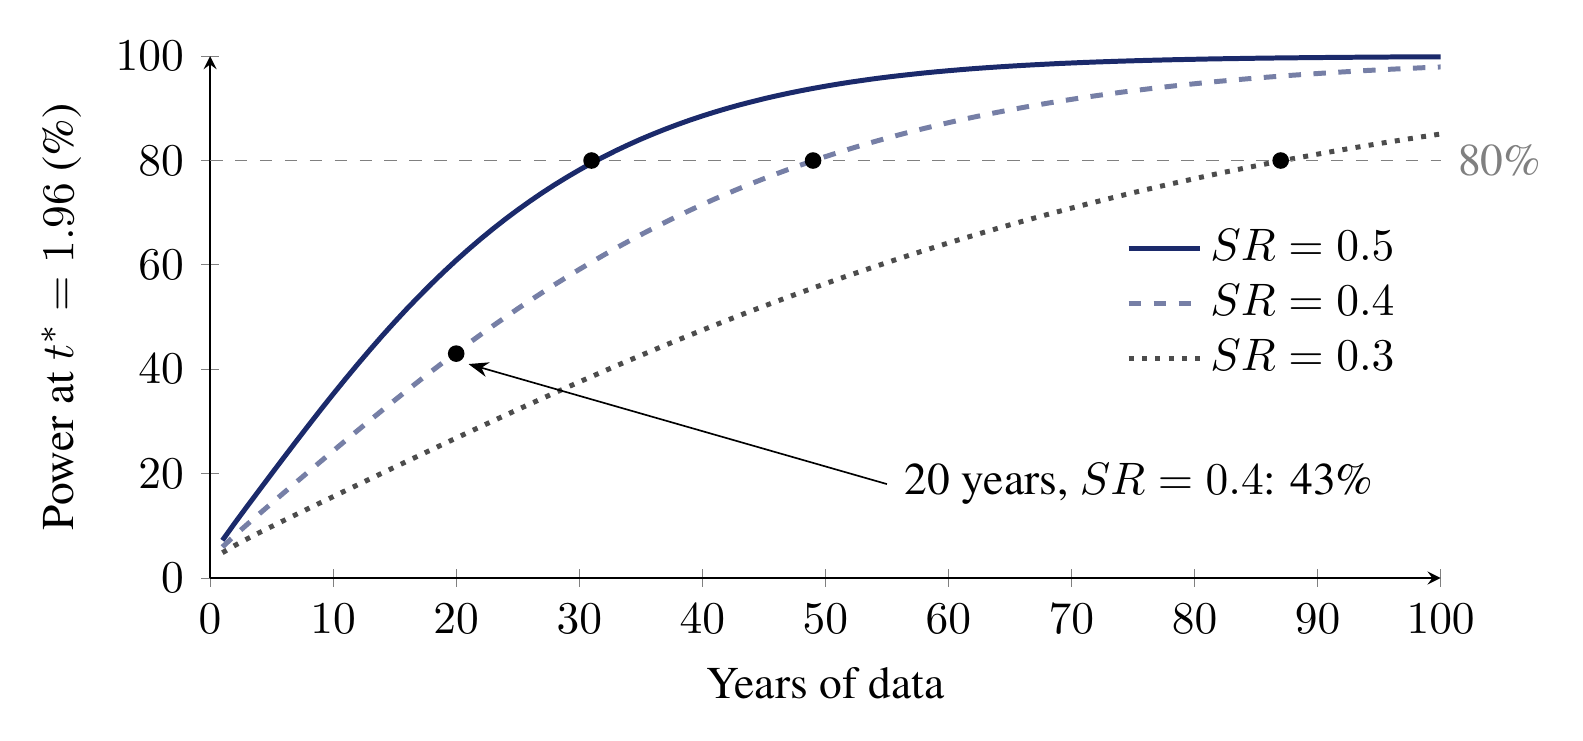 100
80
60
40
20
0
Power at t* = 1.96 (%)
80%
SR = 0.5
SR = 0.4
SR = 0.3
20 years, SR = 0.4: 43%
0 10 20 30 40 50 60 70 80 90 100
Years of data